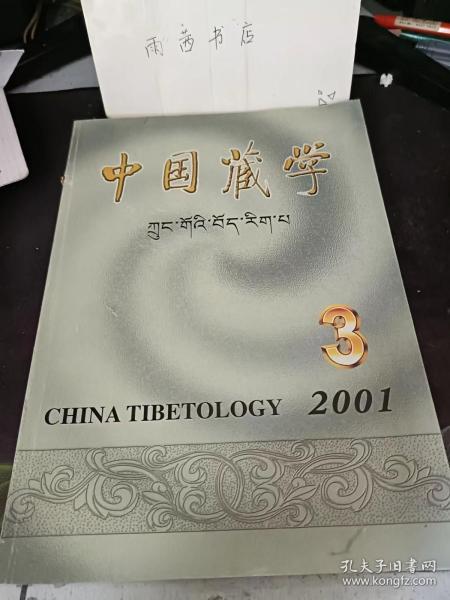 雨茜书店
中国藏学
ཀྲུང་གོའི་བོད་རིག་པ
3
CHINA TIBETOLOGY 2001
孔夫子旧书网
www.kongfz.com